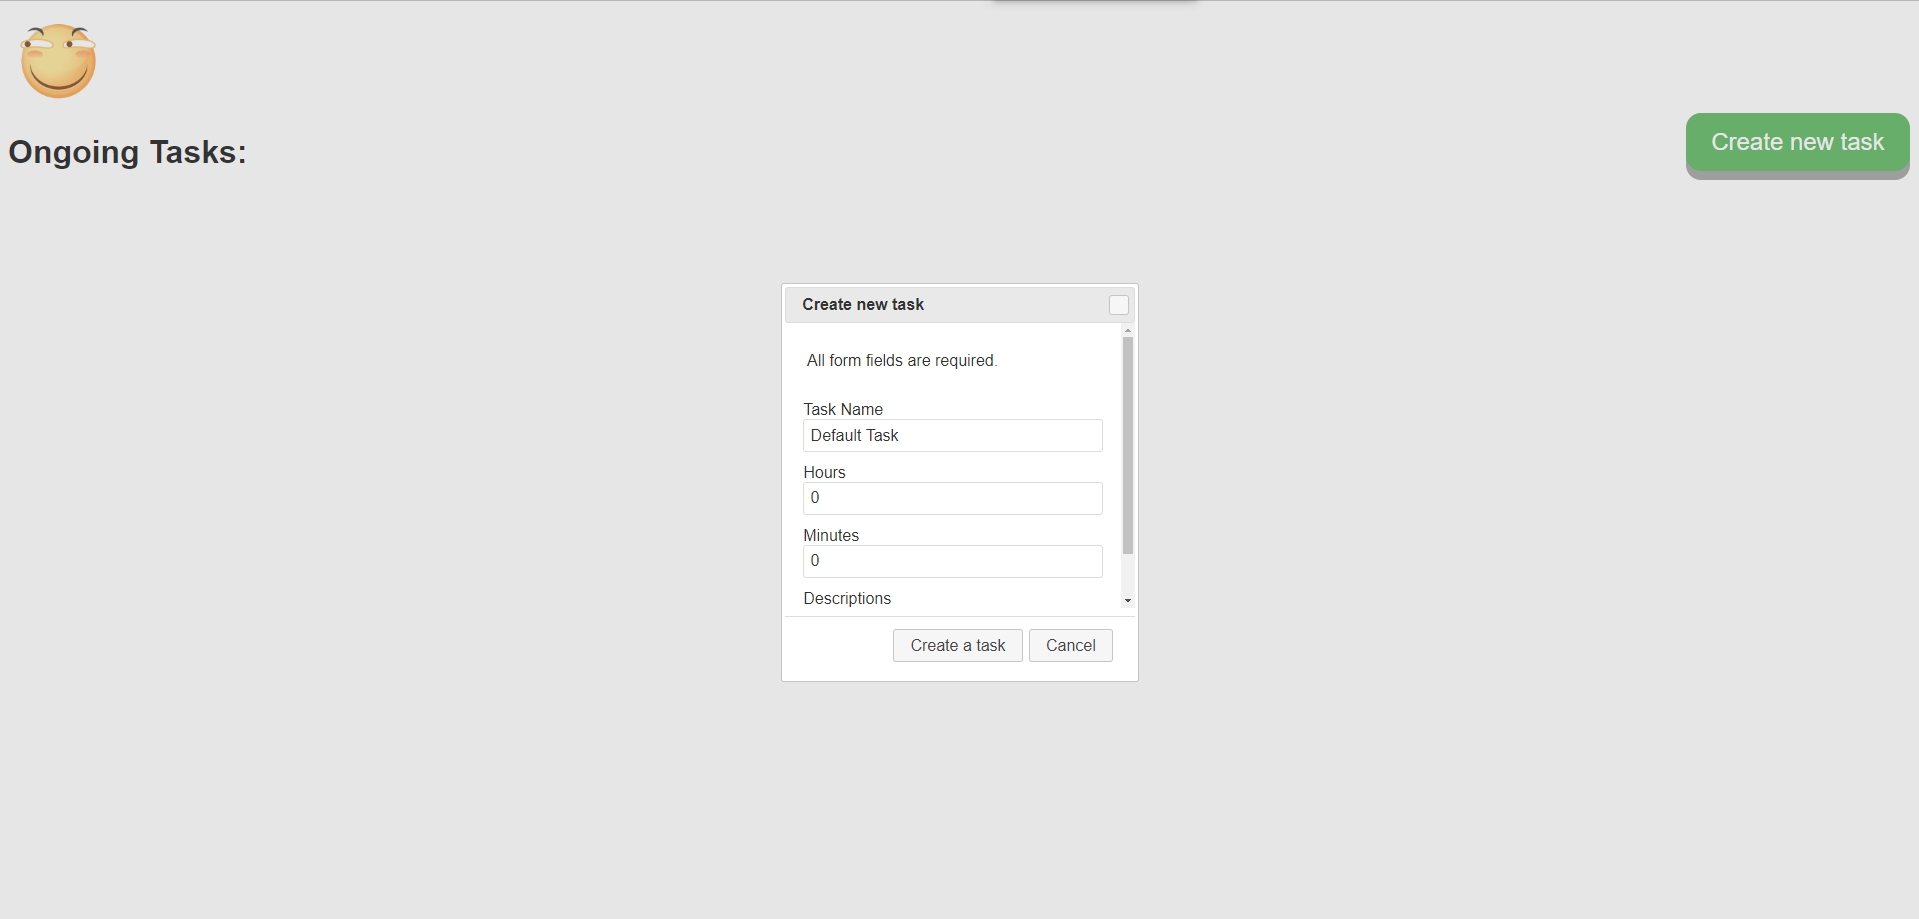 Ongoing Tasks:
Create new task
Create new task
All form fields are required.
Task Name
Default Task
Hours
0
Minutes
0
Descriptions
Create a task
Cancel